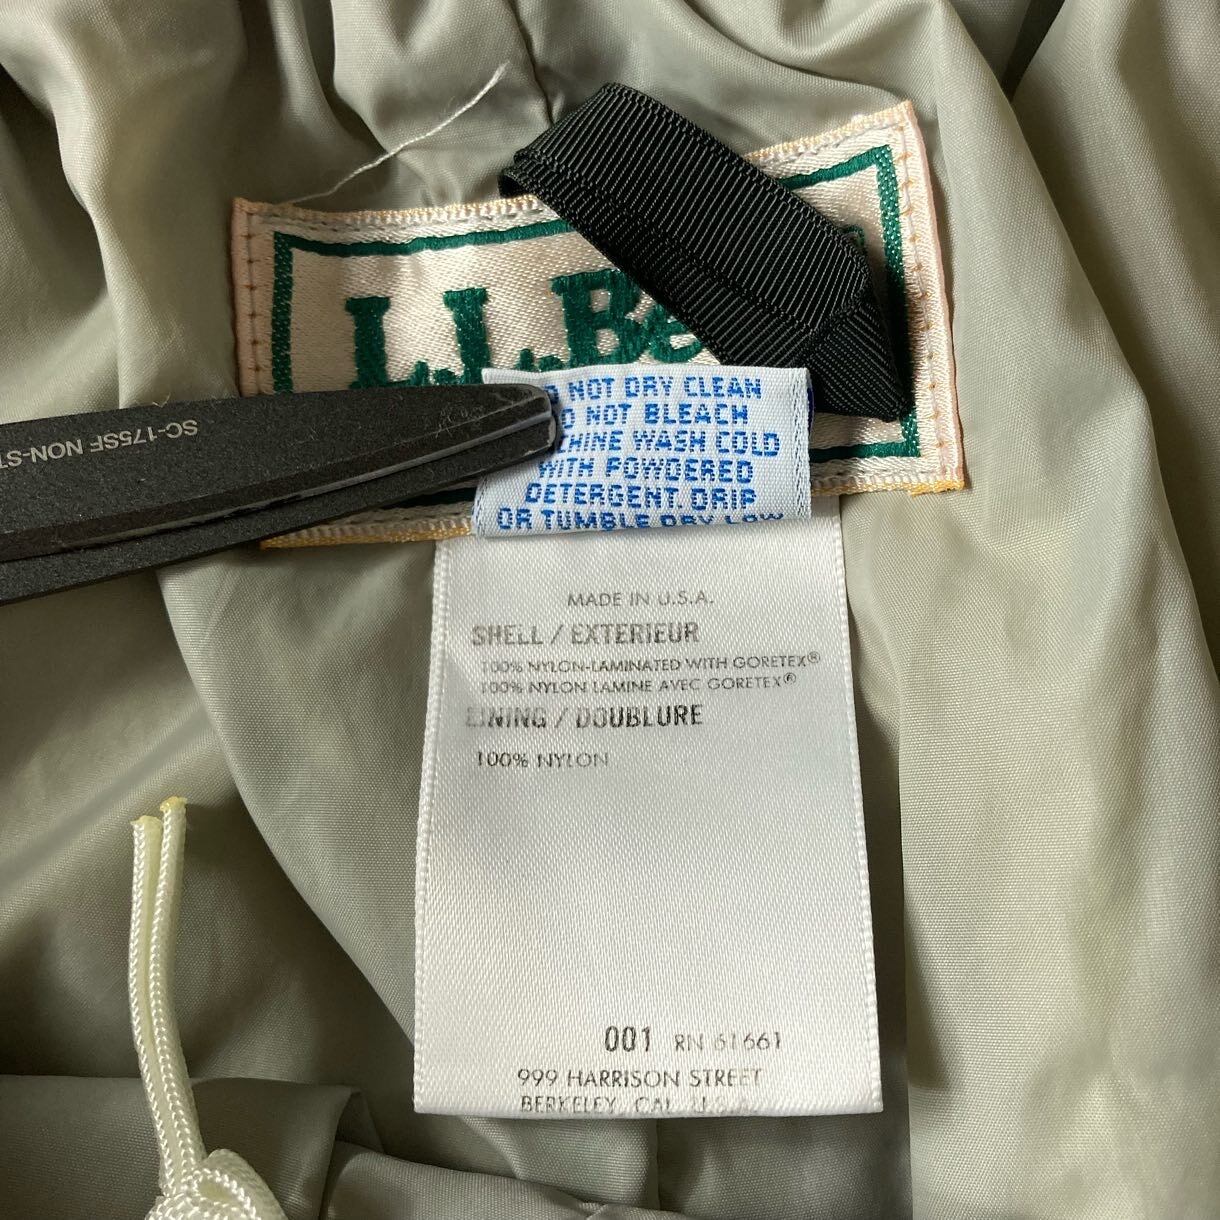 L.L.Be
NOT DRY CLEAN
NOT BLEACH
CHINE WASH COLD
WITH POWDERED
DETERGENT. DRIP
OR TUMBLE DRY LOW
SC-175SF NON-ST
MADE IN U.S.A.
SHELL / EXTERIEUR
100% NYLON-LAMINATED WITH GORETEX®
100% NYLON LAMINE AVEC GORETEX®
LINING / DOUBLURE
100% NYLON
001 RN 61661
999 HARRISON STREET
BERKELEY, CAL. U.S.A.